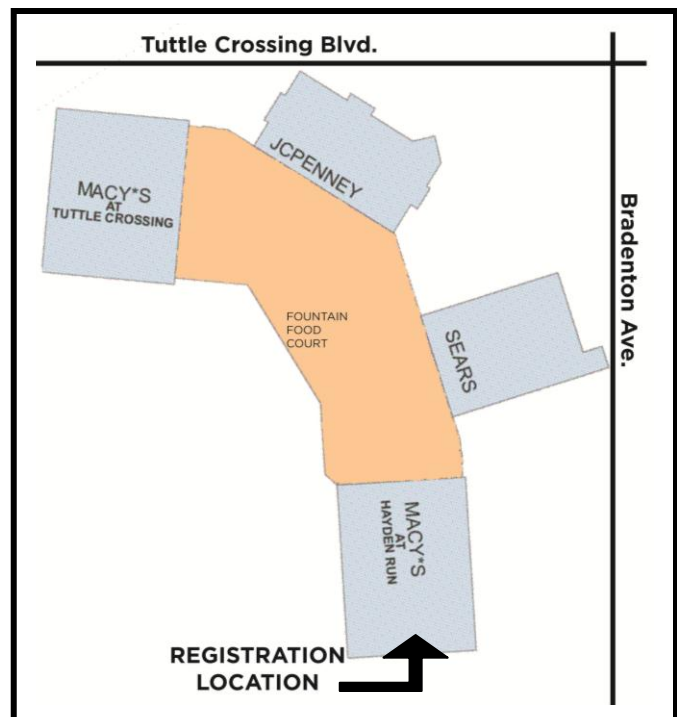 Tuttle Crossing Blvd.
JCPENNEY
MACY*S
AT
TUTTLE CROSSING
Bradenton Ave.
FOUNTAIN
FOOD
COURT
SEARS
MACY*S
AT
HAYDEN RUN
REGISTRATION
LOCATION